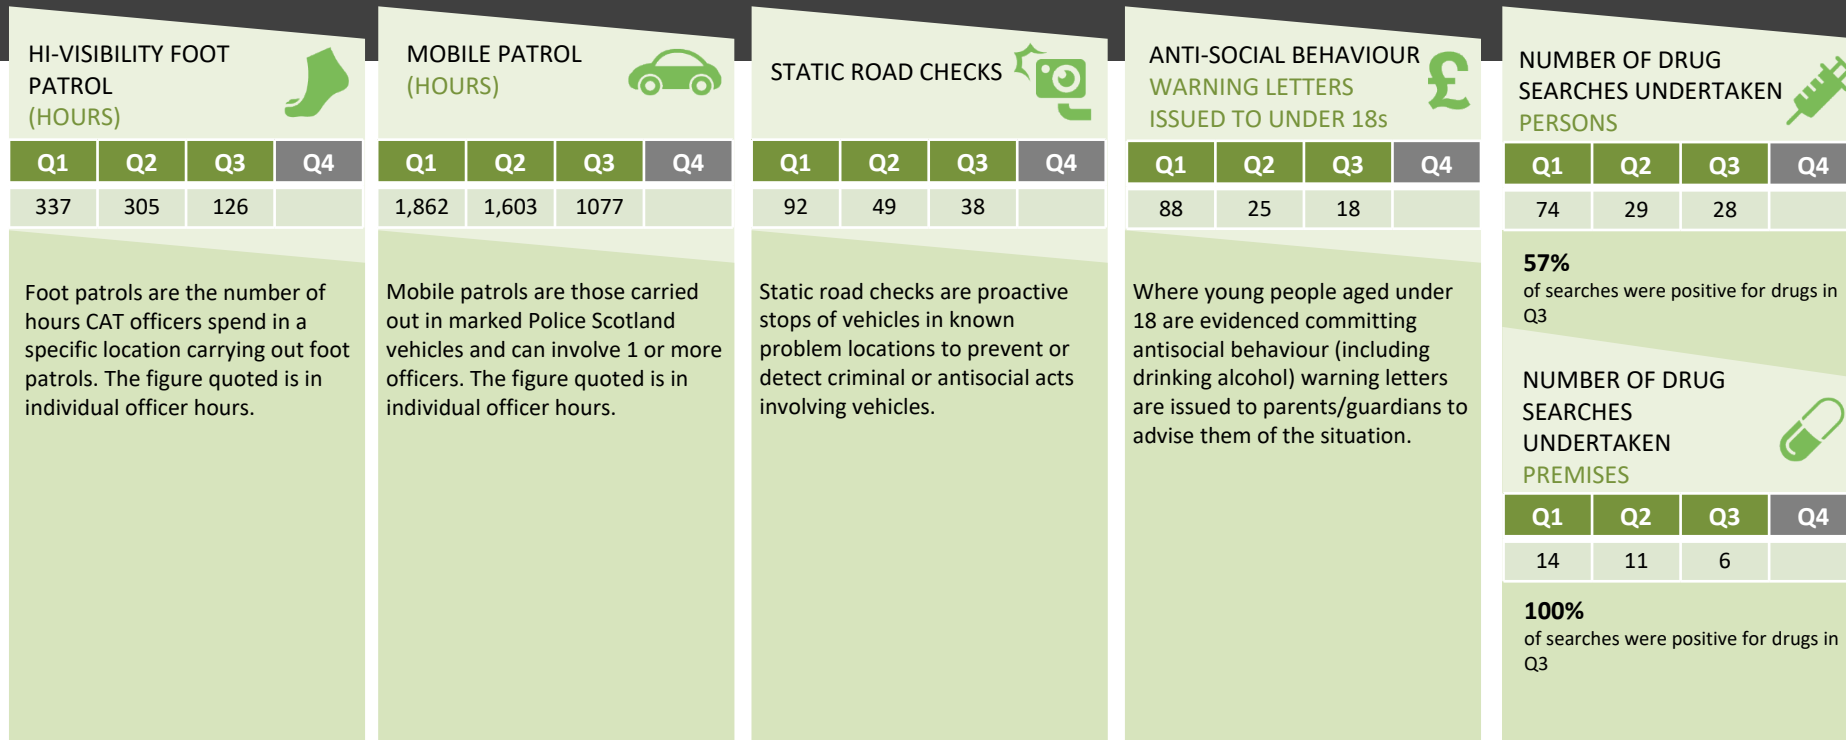 HI-VISIBILITY FOOT
PATROL
(HOURS)
Q1 Q2 Q3 Q4
337 305 126
Foot patrols are the number of
hours CAT officers spend in a
specific location carrying out foot
patrols. The figure quoted is in
individual officer hours.
MOBILE PATROL
(HOURS)
Q1 Q2 Q3 Q4
1,862 1,603 1077
Mobile patrols are those carried
out in marked Police Scotland
vehicles and can involve 1 or more
officers. The figure quoted is in
individual officer hours.
STATIC ROAD CHECKS
Q1 Q2 Q3 Q4
92 49 38
Static road checks are proactive
stops of vehicles in known
problem locations to prevent or
detect criminal or antisocial acts
involving vehicles.
ANTI-SOCIAL BEHAVIOUR
WARNING LETTERS
ISSUED TO UNDER 18s
£
Q1 Q2 Q3 Q4
88 25 18
Where young people aged under
18 are evidenced committing
antisocial behaviour (including
drinking alcohol) warning letters
are issued to parents/guardians to
advise them of the situation.
NUMBER OF DRUG
SEARCHES UNDERTAKEN
PERSONS
Q1 Q2 Q3 Q4
74 29 28
57%
of searches were positive for drugs in
Q3
NUMBER OF DRUG
SEARCHES
UNDERTAKEN
PREMISES
Q1 Q2 Q3 Q4
14 11 6
100%
of searches were positive for drugs in
Q3